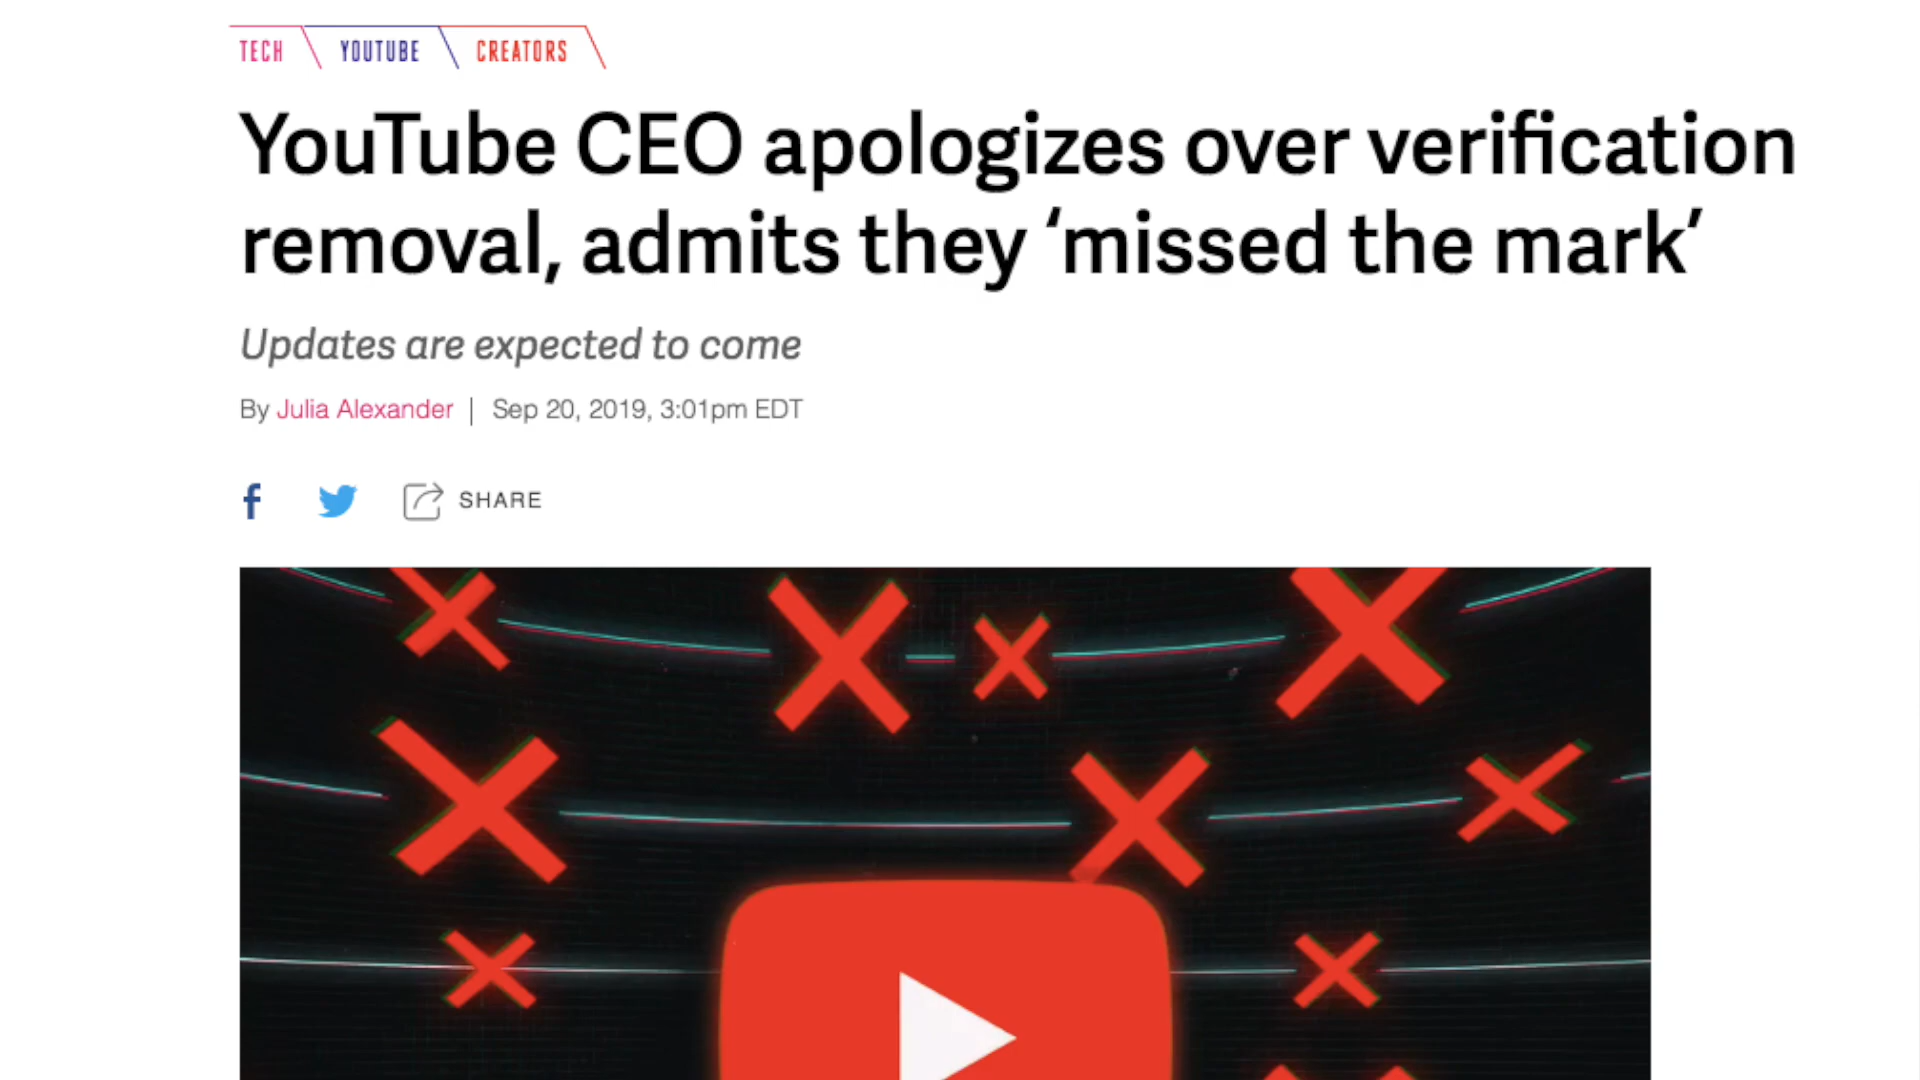 TECH YOUTUBE CREATORS
YouTube CEO apologizes over verification
removal, admits they ‘missed the mark’
Updates are expected to come
By Julia Alexander | Sep 20, 2019, 3:01pm EDT
SHARE